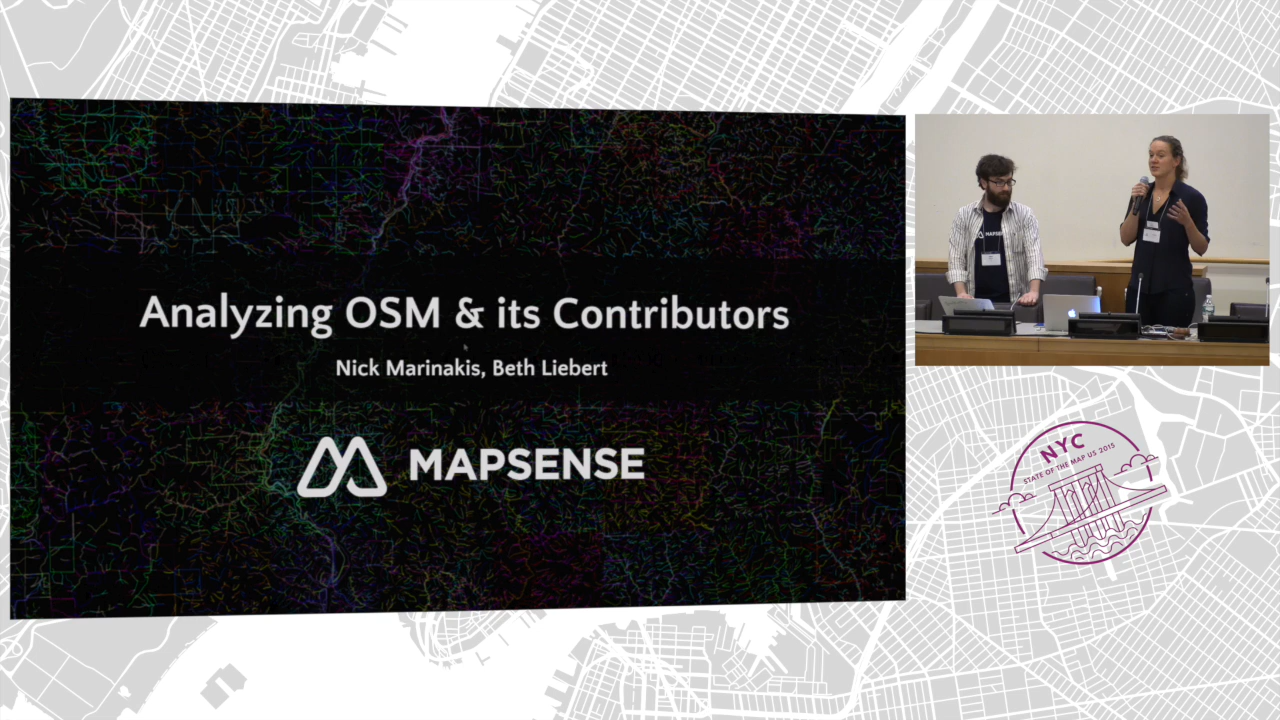 Analyzing OSM & its Contributors
Nick Marinakis, Beth Liebert
MAPSENSE
NYC
STATE OF THE MAP US 2015